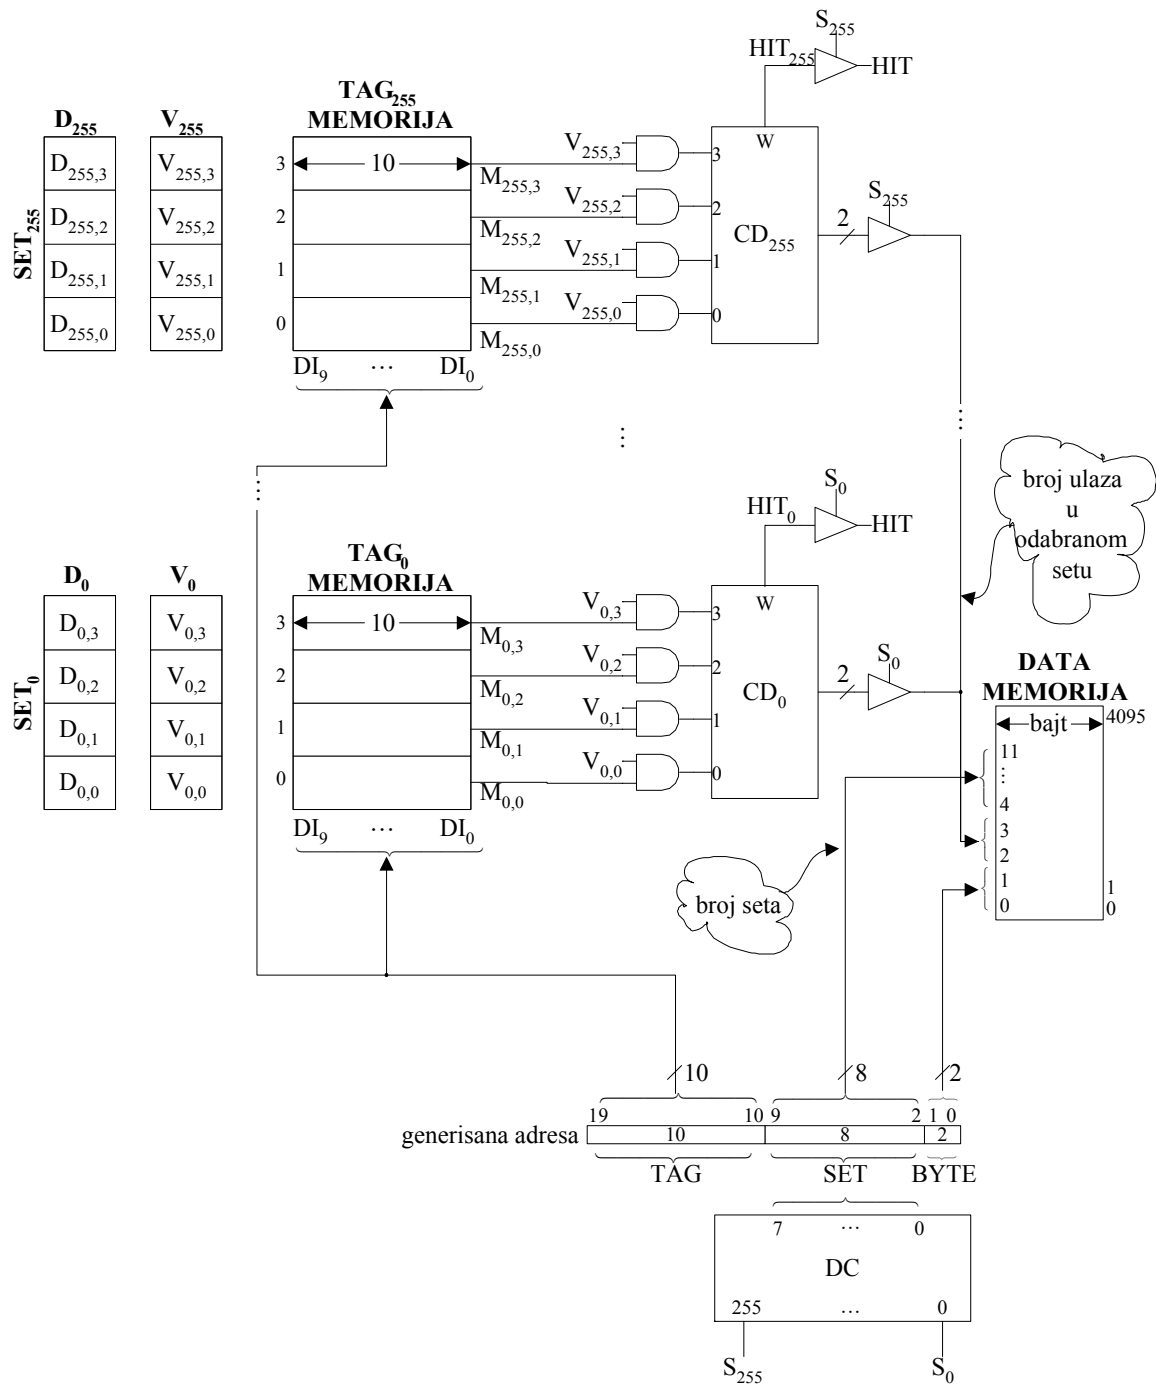 S255
HIT255
HIT
TAG255
MEMORIJA
D255
V255
SET255
D255,3
V255,3
3
10
M255,3
V255,3
3
W
D255,2
V255,2
2
M255,2
V255,2
2
CD255
2
S255
D255,1
V255,1
1
M255,1
V255,1
1
D255,0
V255,0
0
M255,0
V255,0
0
DI9 ... DI0
...
...
...
broj ulaza
u
odabranom
setu
S0
HIT0
HIT
TAG0
MEMORIJA
D0
V0
SET0
D0,3
V0,3
3
10
M0,3
V0,3
3
W
D0,2
V0,2
2
M0,2
V0,2
2
CD0
2
S0
D0,1
V0,1
1
M0,1
V0,1
1
D0,0
V0,0
0
M0,0
V0,0
0
DI9 ... DI0
DATA
MEMORIJA
bajt
4095
11
...
4
3
2
1
0
1
0
broj seta
10
8
2
19 10 9 2 1 0
generisana adresa 10 8 2
TAG SET BYTE
7 ... 0
DC
255 ... 0
S255 S0